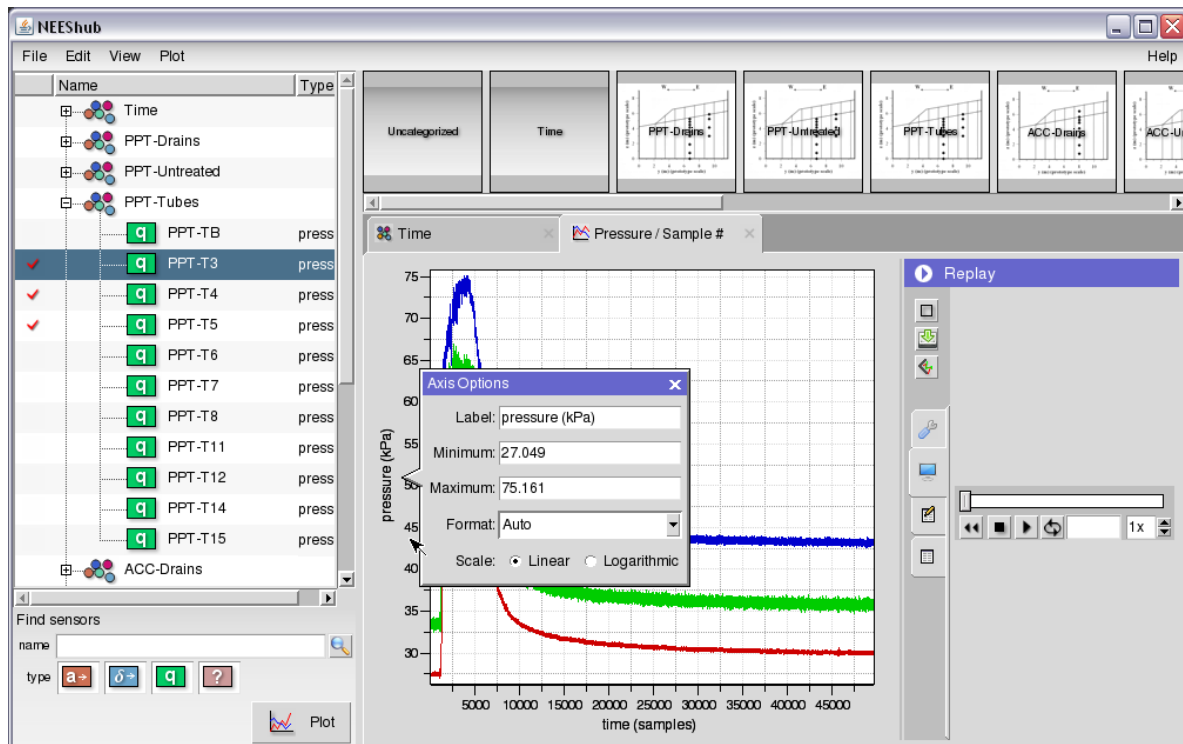 NEEShub
File Edit View Plot Help
Name Type
Time
PPT-Drains
PPT-Untreated
PPT-Tubes
q PPT-TB press
q PPT-T3 press
q PPT-T4 press
q PPT-T5 press
q PPT-T6 press
q PPT-T7 press
q PPT-T8 press
q PPT-T11 press
q PPT-T12 press
q PPT-T14 press
q PPT-T15 press
ACC-Drains
Find sensors
name
type a δ q ?
Plot
Uncategorized Time PPT-Drains PPT-Untreated PPT-Tubes ACC-Drains ACC-U
Time Pressure / Sample #
75
70
65
60
55
50
45
40
35
30
pressure (kPa)
5000 10000 15000 20000 25000 30000 35000 40000 45000
time (samples)
Axis Options
Label: pressure (kPa)
Minimum: 27.049
Maximum: 75.161
Format: Auto
Scale: Linear Logarithmic
Replay
1x